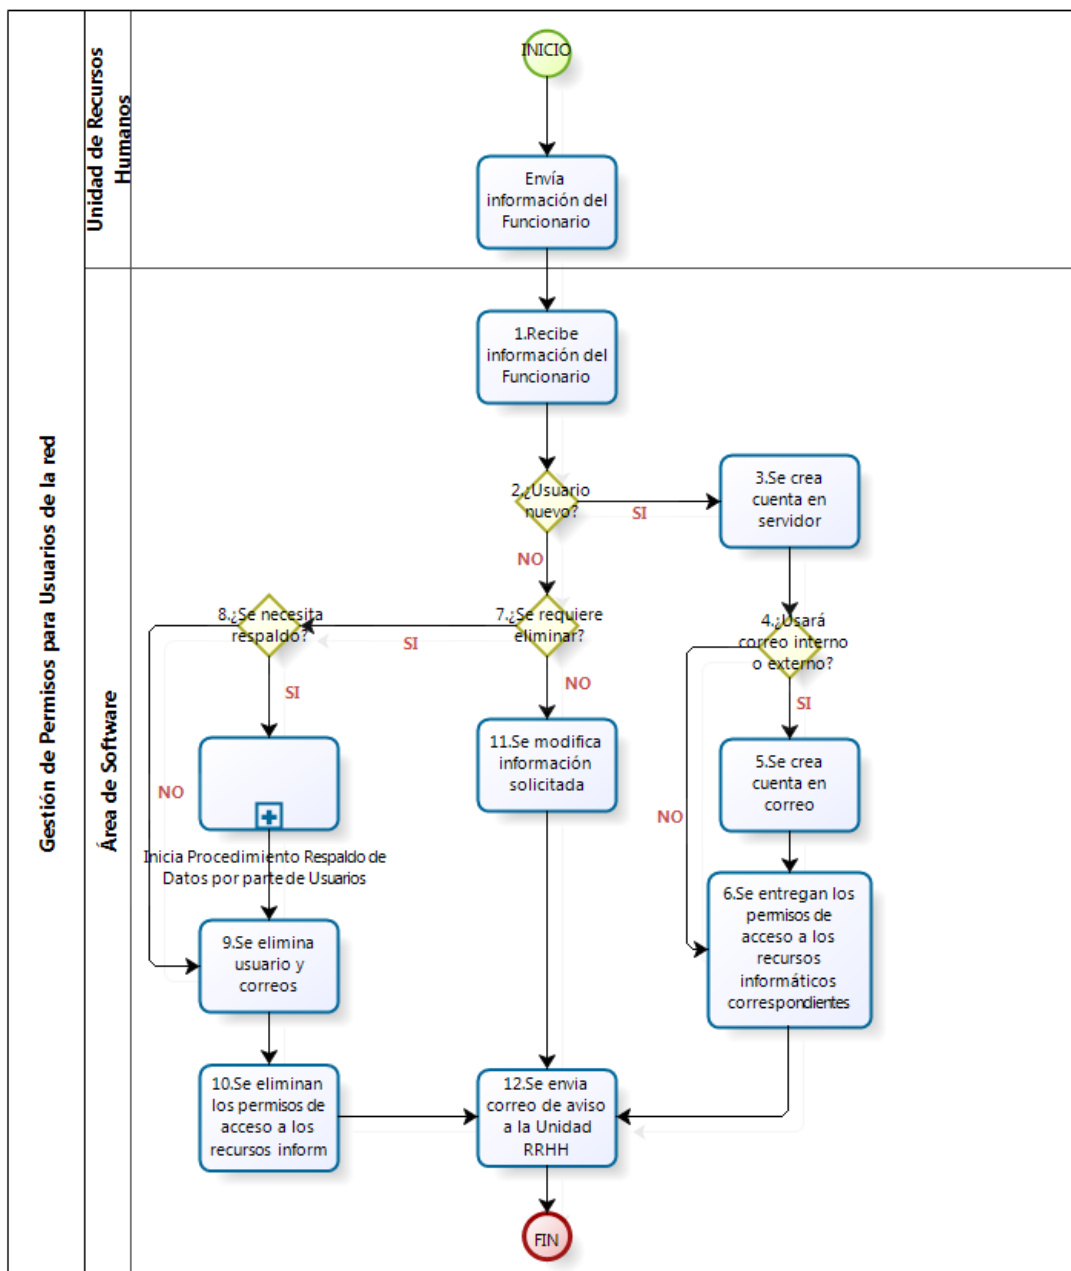 Gestión de Permisos para Usuarios de la red
Unidad de Recursos
Humanos
INICIO
Envía
información del
Funcionario
Área de Software
1.Recibe
información del
Funcionario
2.¿Usuario
nuevo?
SI
3.Se crea
cuenta en
servidor
NO
8.¿Se necesita
respaldo?
SI
7.¿Se requiere
eliminar?
4.¿Usará
correo interno
o externo?
SI
NO
SI
11.Se modifica
información
solicitada
5.Se crea
cuenta en
correo
NO
NO
Inicia Procedimiento Respaldo de
Datos por parte de Usuarios
6.Se entregan los
permisos de
acceso a los
recursos
informáticos
correspondientes
9.Se elimina
usuario y
correos
10.Se eliminan
los permisos de
acceso a los
recursos inform
12.Se envia
correo de aviso
a la Unidad
RRHH
FIN